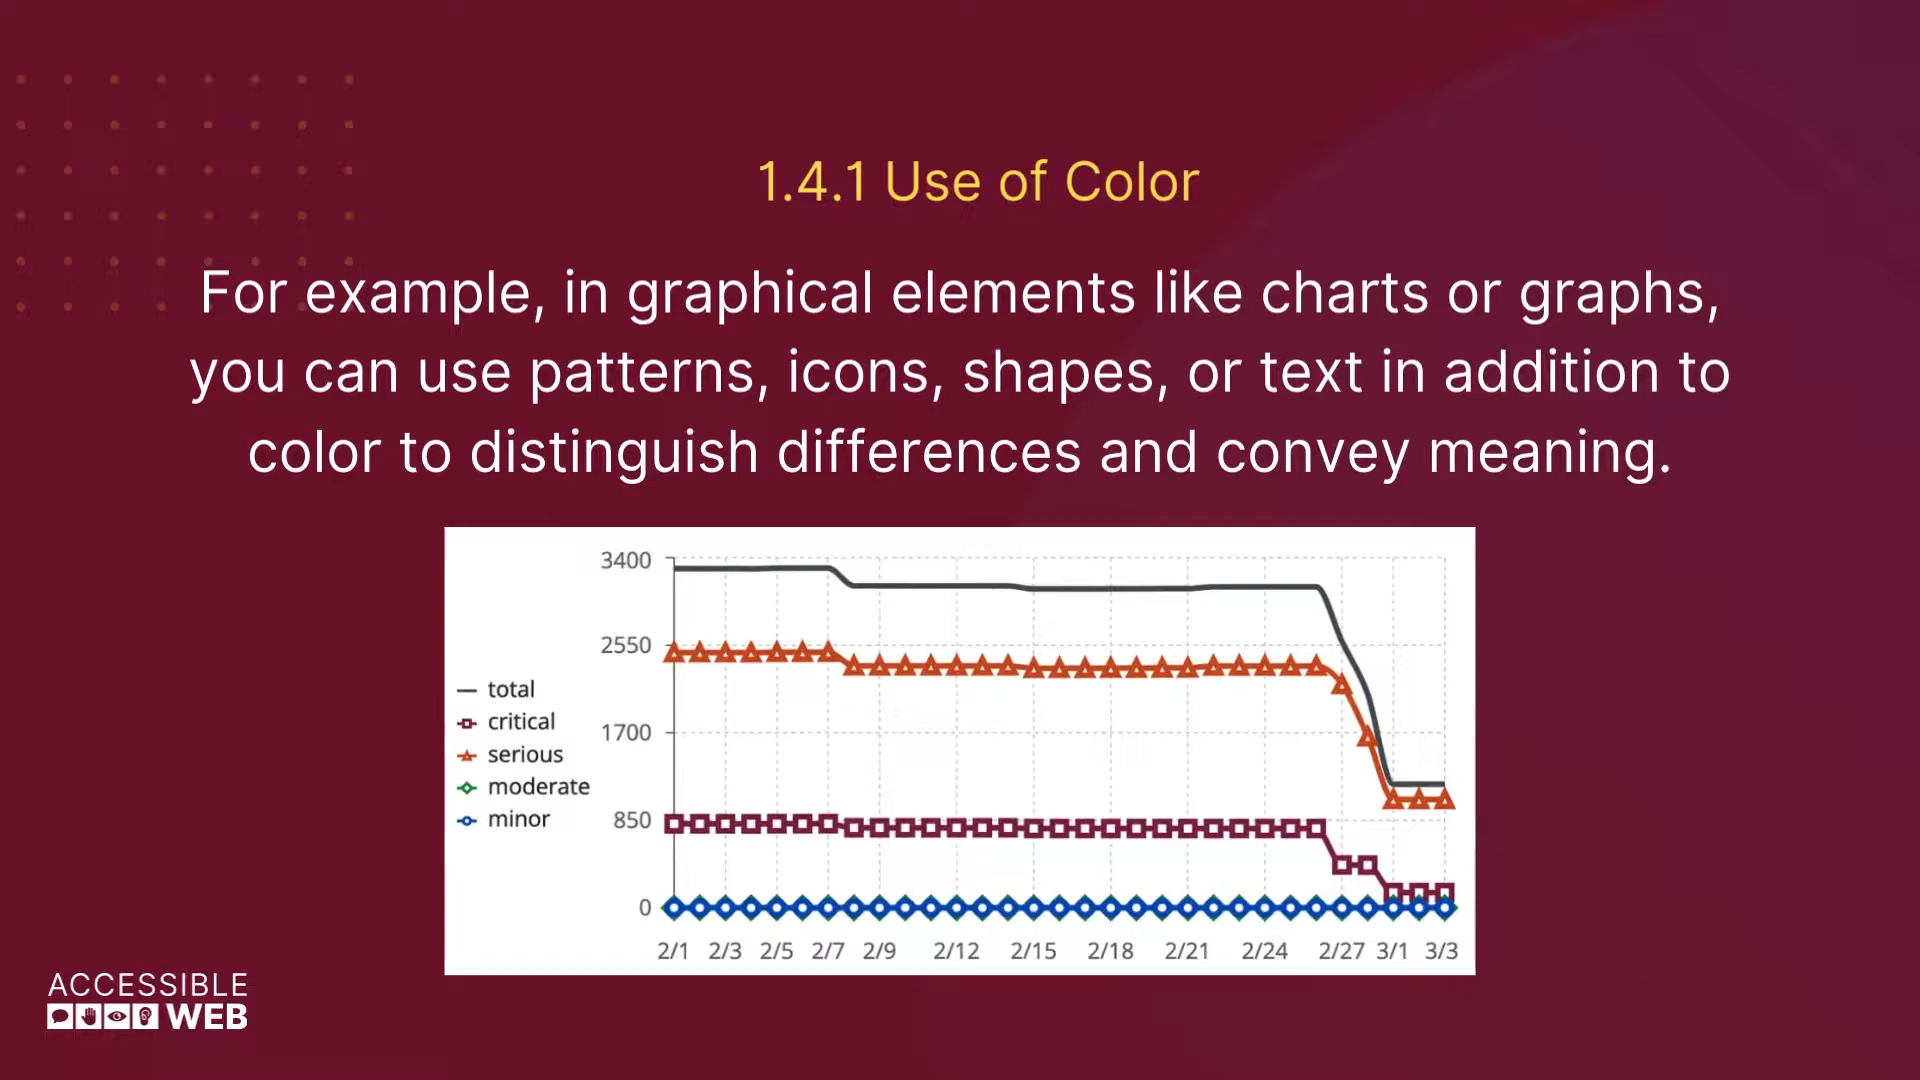 1.4.1 Use of Color
For example, in graphical elements like charts or graphs,
you can use patterns, icons, shapes, or text in addition to
color to distinguish differences and convey meaning.
3400
2550
1700
850
0
total
critical
serious
moderate
minor
2/1 2/3 2/5 2/7 2/9 2/12 2/15 2/18 2/21 2/24 2/27 3/1 3/3
ACCESSIBLE
WEB